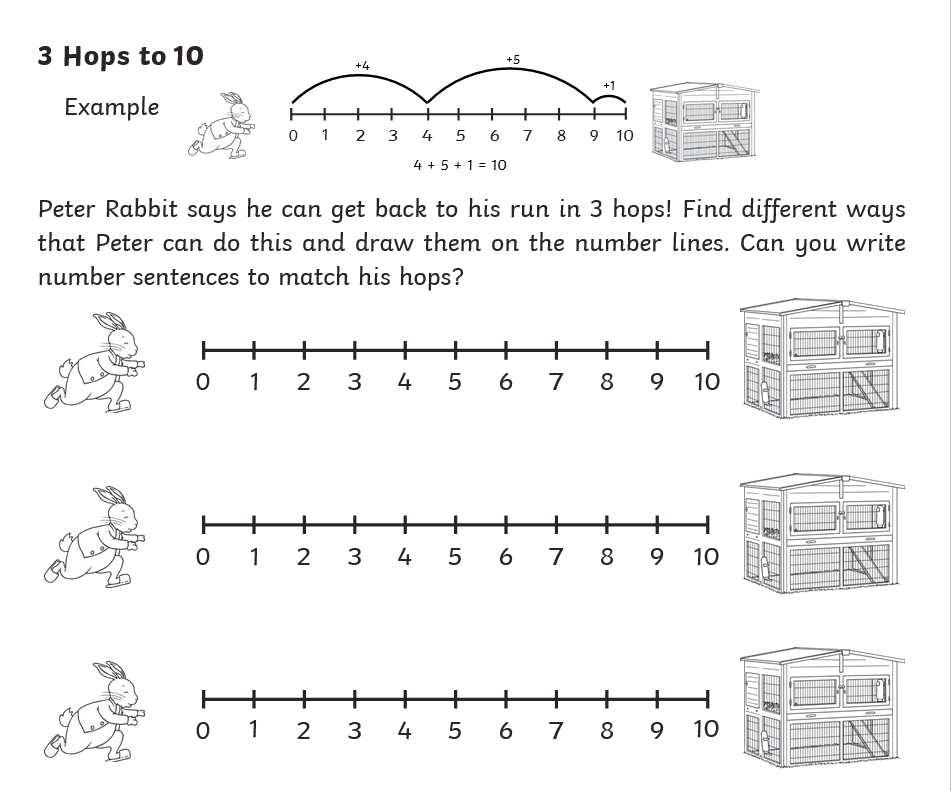 3 Hops to 10
Example
+4 +5 +1
0 1 2 3 4 5 6 7 8 9 10
4 + 5 + 1 = 10
Peter Rabbit says he can get back to his run in 3 hops! Find different ways
that Peter can do this and draw them on the number lines. Can you write
number sentences to match his hops?
0 1 2 3 4 5 6 7 8 9 10
0 1 2 3 4 5 6 7 8 9 10
0 1 2 3 4 5 6 7 8 9 10